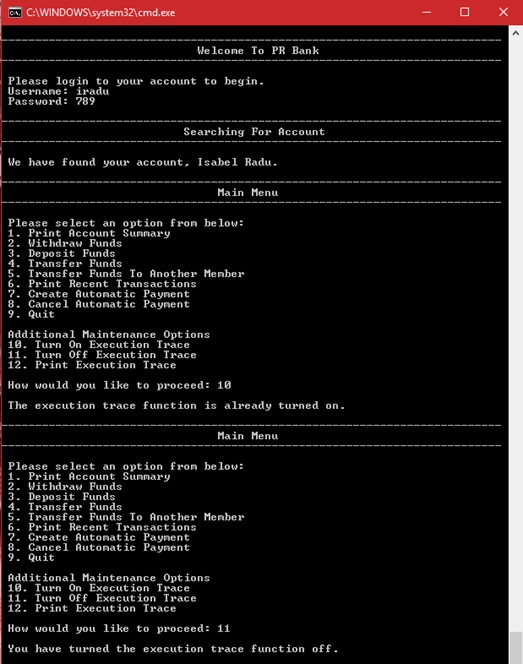 C:\WINDOWS\system32\cmd.exe
Welcome To PR Bank
Please login to your account to begin.
Username: iradu
Password: 789
Searching For Account
We have found your account, Isabel Radu.
Main Menu
Please select an option from below:
1. Print Account Summary
2. Withdraw Funds
3. Deposit Funds
4. Transfer Funds
5. Transfer Funds To Another Member
6. Print Recent Transactions
7. Create Automatic Payment
8. Cancel Automatic Payment
9. Quit
Additional Maintenance Options
10. Turn On Execution Trace
11. Turn Off Execution Trace
12. Print Execution Trace
How would you like to proceed: 10
The execution trace function is already turned on.
Main Menu
Please select an option from below:
1. Print Account Summary
2. Withdraw Funds
3. Deposit Funds
4. Transfer Funds
5. Transfer Funds To Another Member
6. Print Recent Transactions
7. Create Automatic Payment
8. Cancel Automatic Payment
9. Quit
Additional Maintenance Options
10. Turn On Execution Trace
11. Turn Off Execution Trace
12. Print Execution Trace
How would you like to proceed: 11
You have turned the execution trace function off.